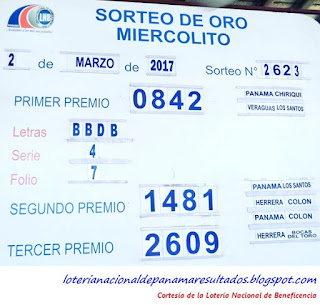 LNB
SORTEO DE ORO
MIERCOLITO
2 de MARZO de 2017 Sorteo N° 2623
PRIMER PREMIO 0842 PANAMA CHIRIQUI
VERAGUAS LOS SANTOS
Letras BBDB
Serie 4
Folio 7
SEGUNDO PREMIO 1481 PANAMA LOS SANTOS
HERRERA COLON
PANAMA COLON
TERCER PREMIO 2609 HERRERA BOCAS DEL TORO
loterianacionaldepanamaresultados.blogspot.com
Cortesía de la Lotería Nacional de Beneficencia